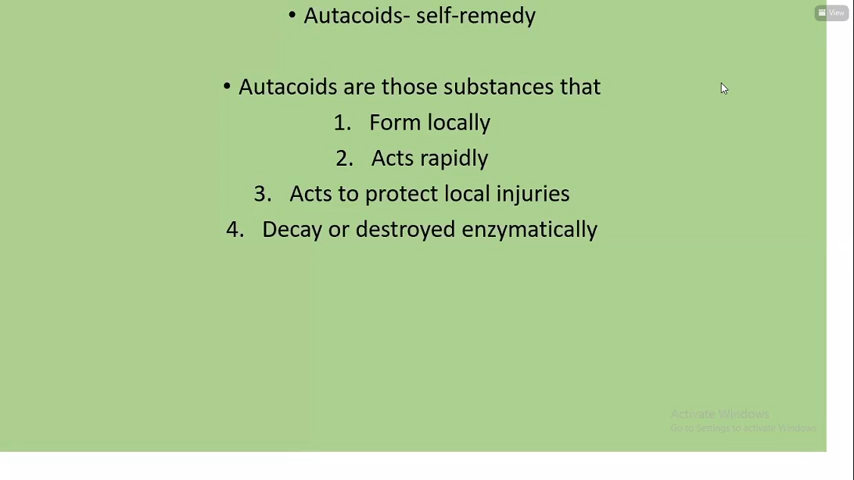 • Autacoids- self-remedy
View
• Autacoids are those substances that
1. Form locally
2. Acts rapidly
3. Acts to protect local injuries
4. Decay or destroyed enzymatically
Activate Windows
Go to Settings to activate Windows.